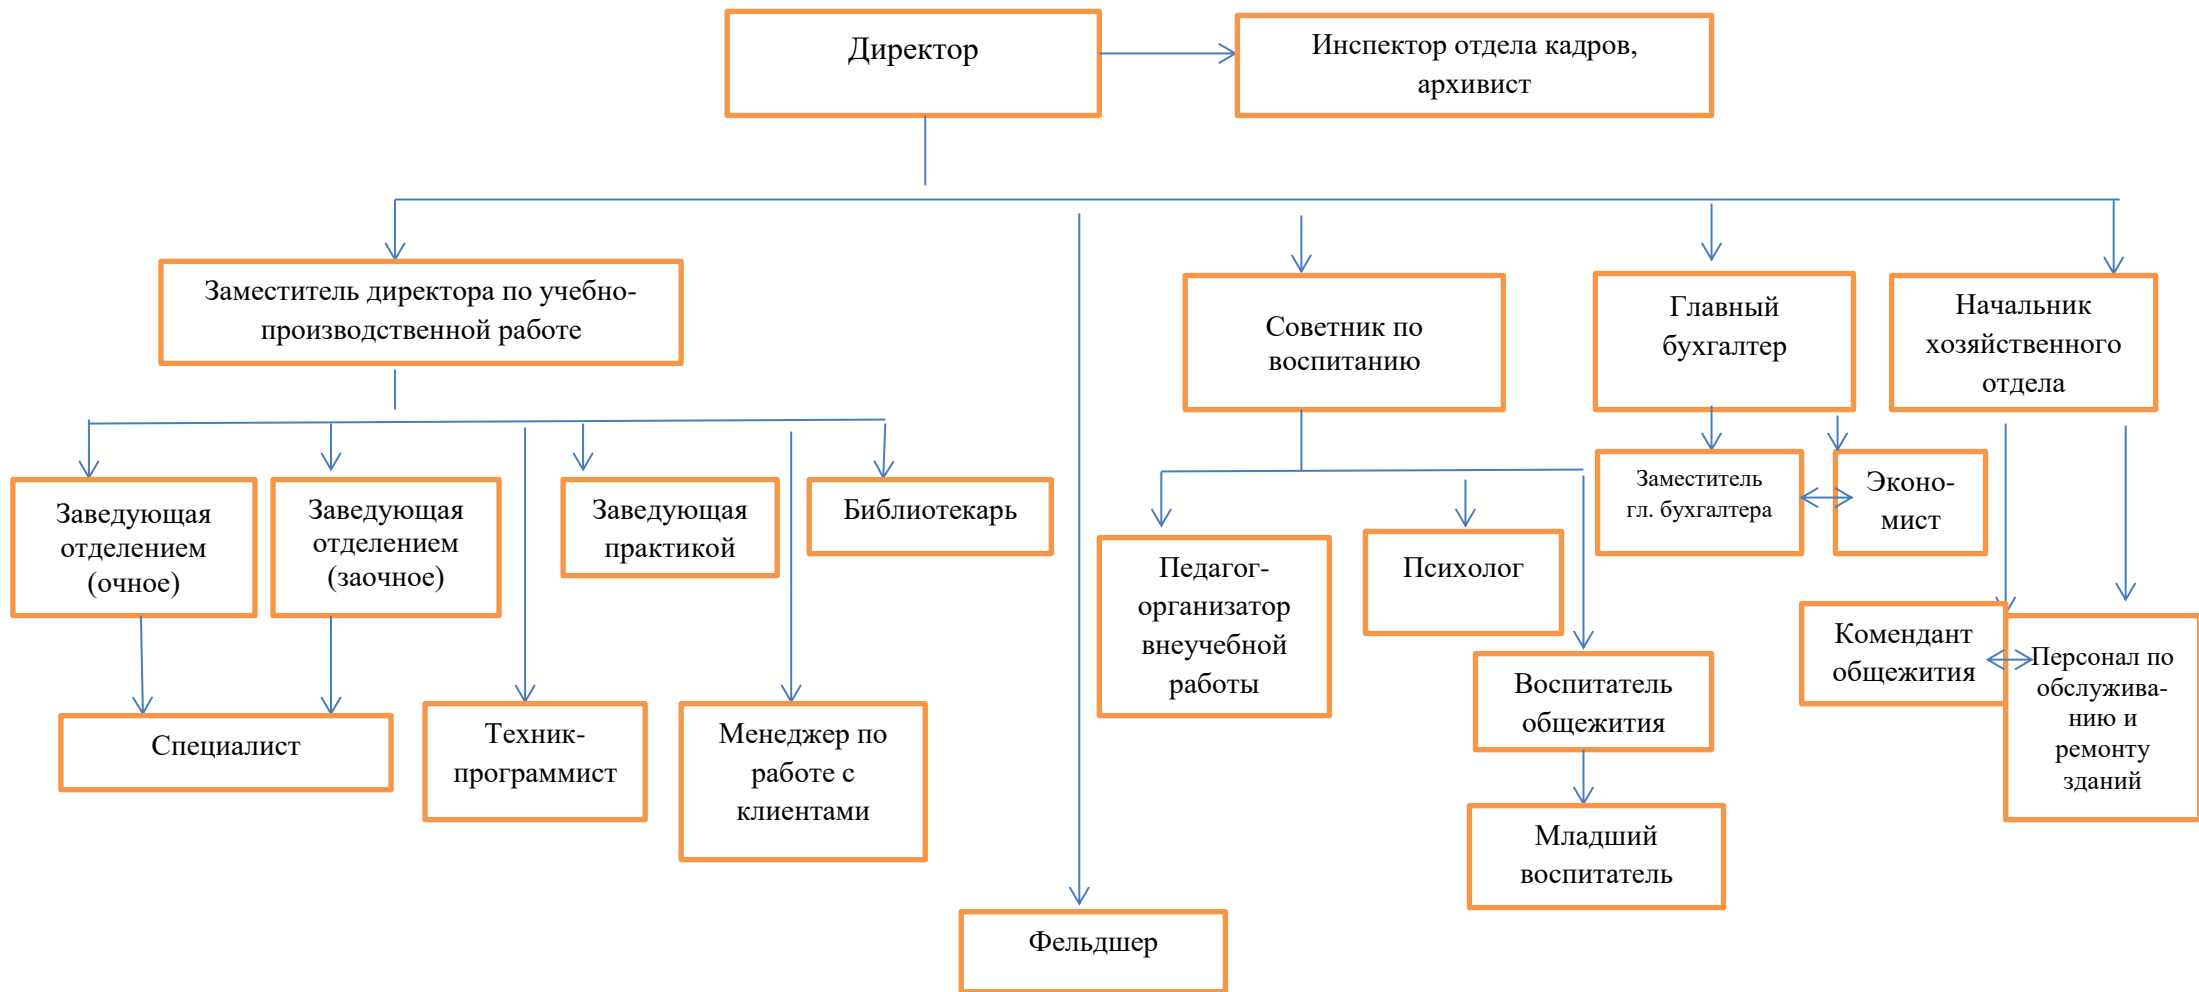 Директор
Инспектор отдела кадров,
архивист
Заместитель директора по учебно-
производственной работе
Советник по
воспитанию
Главный
бухгалтер
Начальник
хозяйственного
отдела
Заведующая
отделением
(очное)
Заведующая
отделением
(заочное)
Заведующая
практикой
Библиотекарь
Заместитель
гл. бухгалтера
Эконо-
мист
Педагог-
организатор
внеучебной
работы
Психолог
Комендант
общежития
Персонал по
обслужива-
нию и
ремонту
зданий
Воспитатель
общежития
Специалист
Техник-
программист
Менеджер по
работе с
клиентами
Младший
воспитатель
Фельдшер